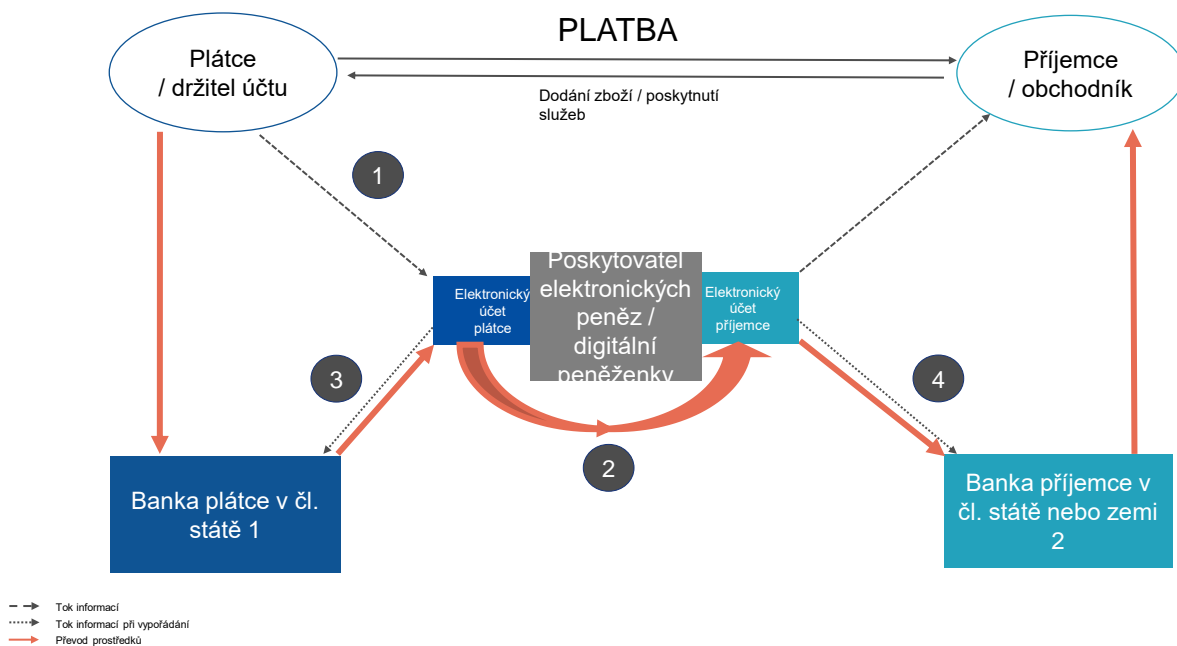 PLATBA
Plátce
/ držitel účtu
Příjemce
/ obchodník
Dodání zboží / poskytnutí
služeb
1
Elektronický
účet
plátce
Poskytovatel
elektronických
peněz /
digitální
peněženky
Elektronický
účet
příjemce
3
4
2
Banka plátce v čl.
státě 1
Banka příjemce v
čl. státě nebo zemi
2
Tok informací
Tok informací při vypořádání
Převod prostředků